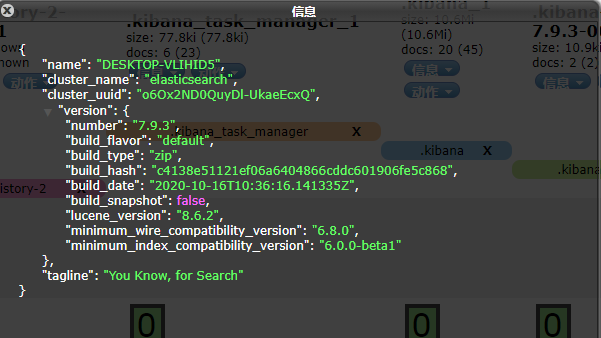 信息
istory-2-
.kibana_task_manager_1
size: 77.8ki (77.8ki)
docs: 6 (23)
动作
.kibana_1
size: 10.6Mi
(10.6Mi)
docs: 20 (45)
信息
动作
7.9.3-00
size: 10.9k
docs: 2 (2)
{
"name": "DESKTOP-VLIHID5",
"cluster_name": "elasticsearch",
"cluster_uuid": "o6Ox2ND0QuyDl-UkaeEcxQ",
"version": {
"number": "7.9.3",
"build_flavor": "default",
"build_type": "zip",
"build_hash": "c4138e51121ef06a6404866cddc601906fe5c868",
"build_date": "2020-10-16T10:36:16.141335Z",
"build_snapshot": false,
"lucene_version": "8.6.2",
"minimum_wire_compatibility_version": "6.8.0",
"minimum_index_compatibility_version": "6.0.0-beta1"
},
"tagline": "You Know, for Search"
}
.kibana_task_manager X
.kibana X
.kibana
istory-2
0
0
0